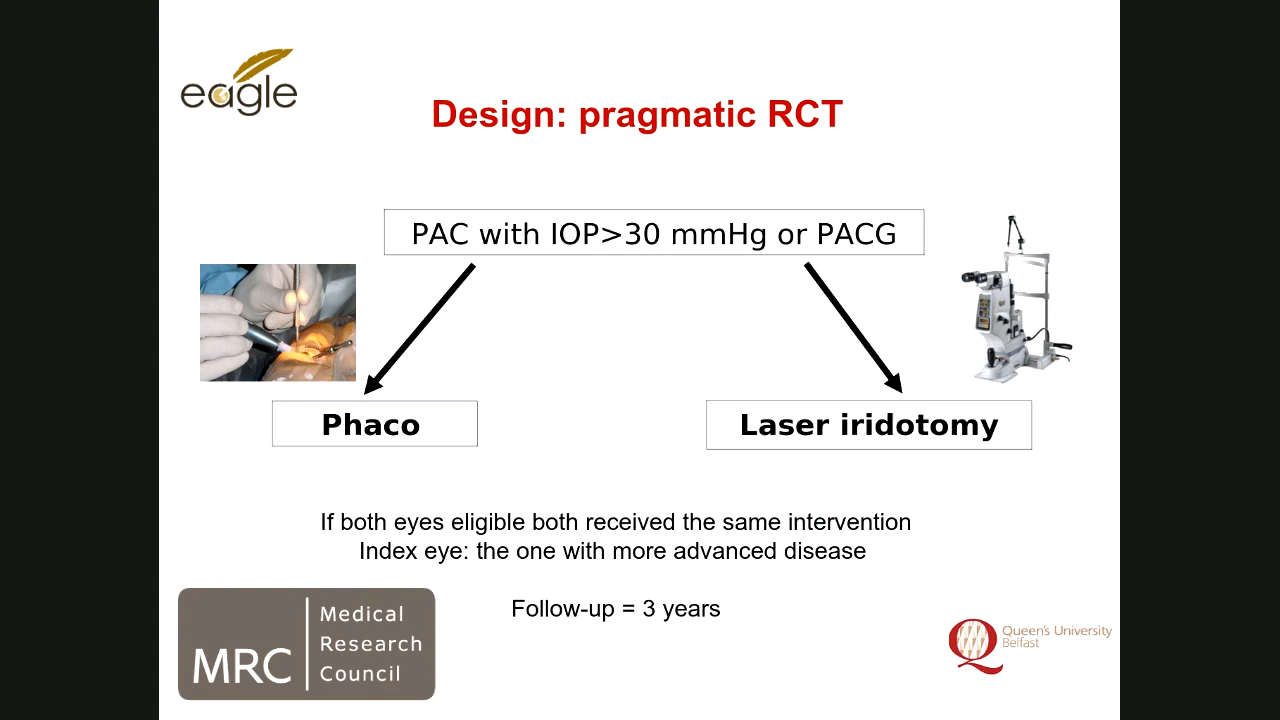 eagle
Design: pragmatic RCT
PAC with IOP>30 mmHg or PACG
Phaco
Laser iridotomy
If both eyes eligible both received the same intervention
Index eye: the one with more advanced disease
Follow-up = 3 years
MRC
Medical
Research
Council
Queen's University
Belfast